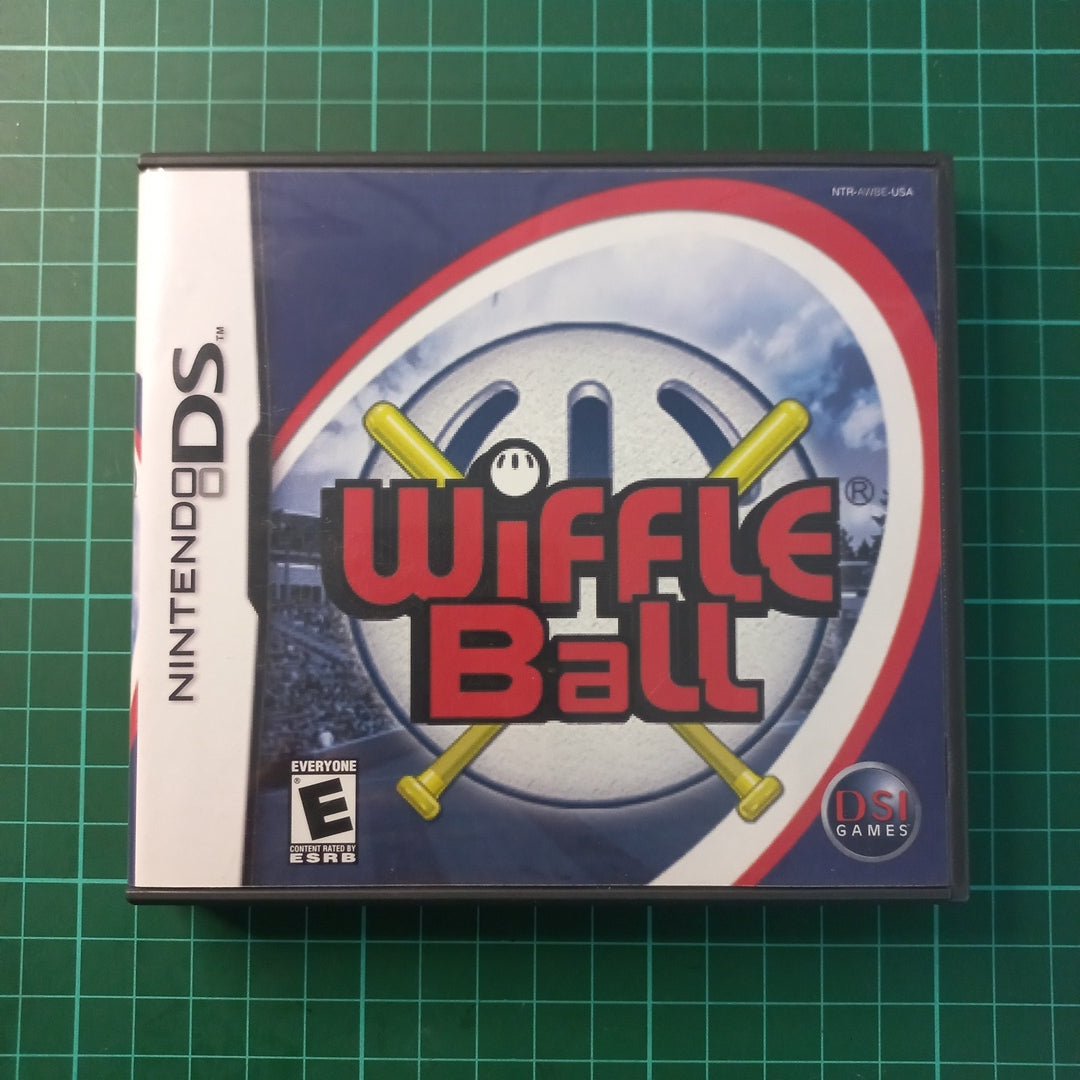 NTR-AWBE-USA
NINTENDO DS™
Wiffle®
Ball
EVERYONE
E®
CONTENT RATED BY
ESRB
DSI
GAMES